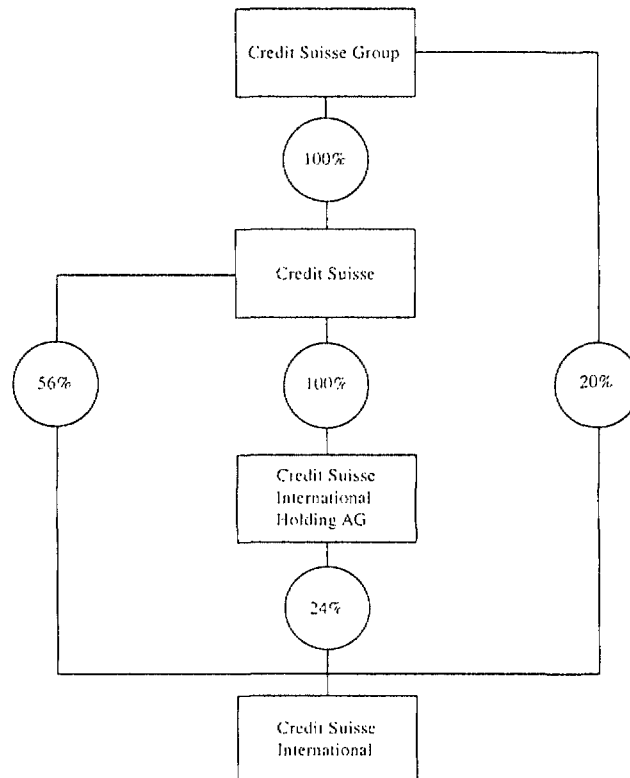 Credit Suisse Group
100%
Credit Suisse
56%
100%
20%
Credit Suisse
International
Holding AG
24%
Credit Suisse
International